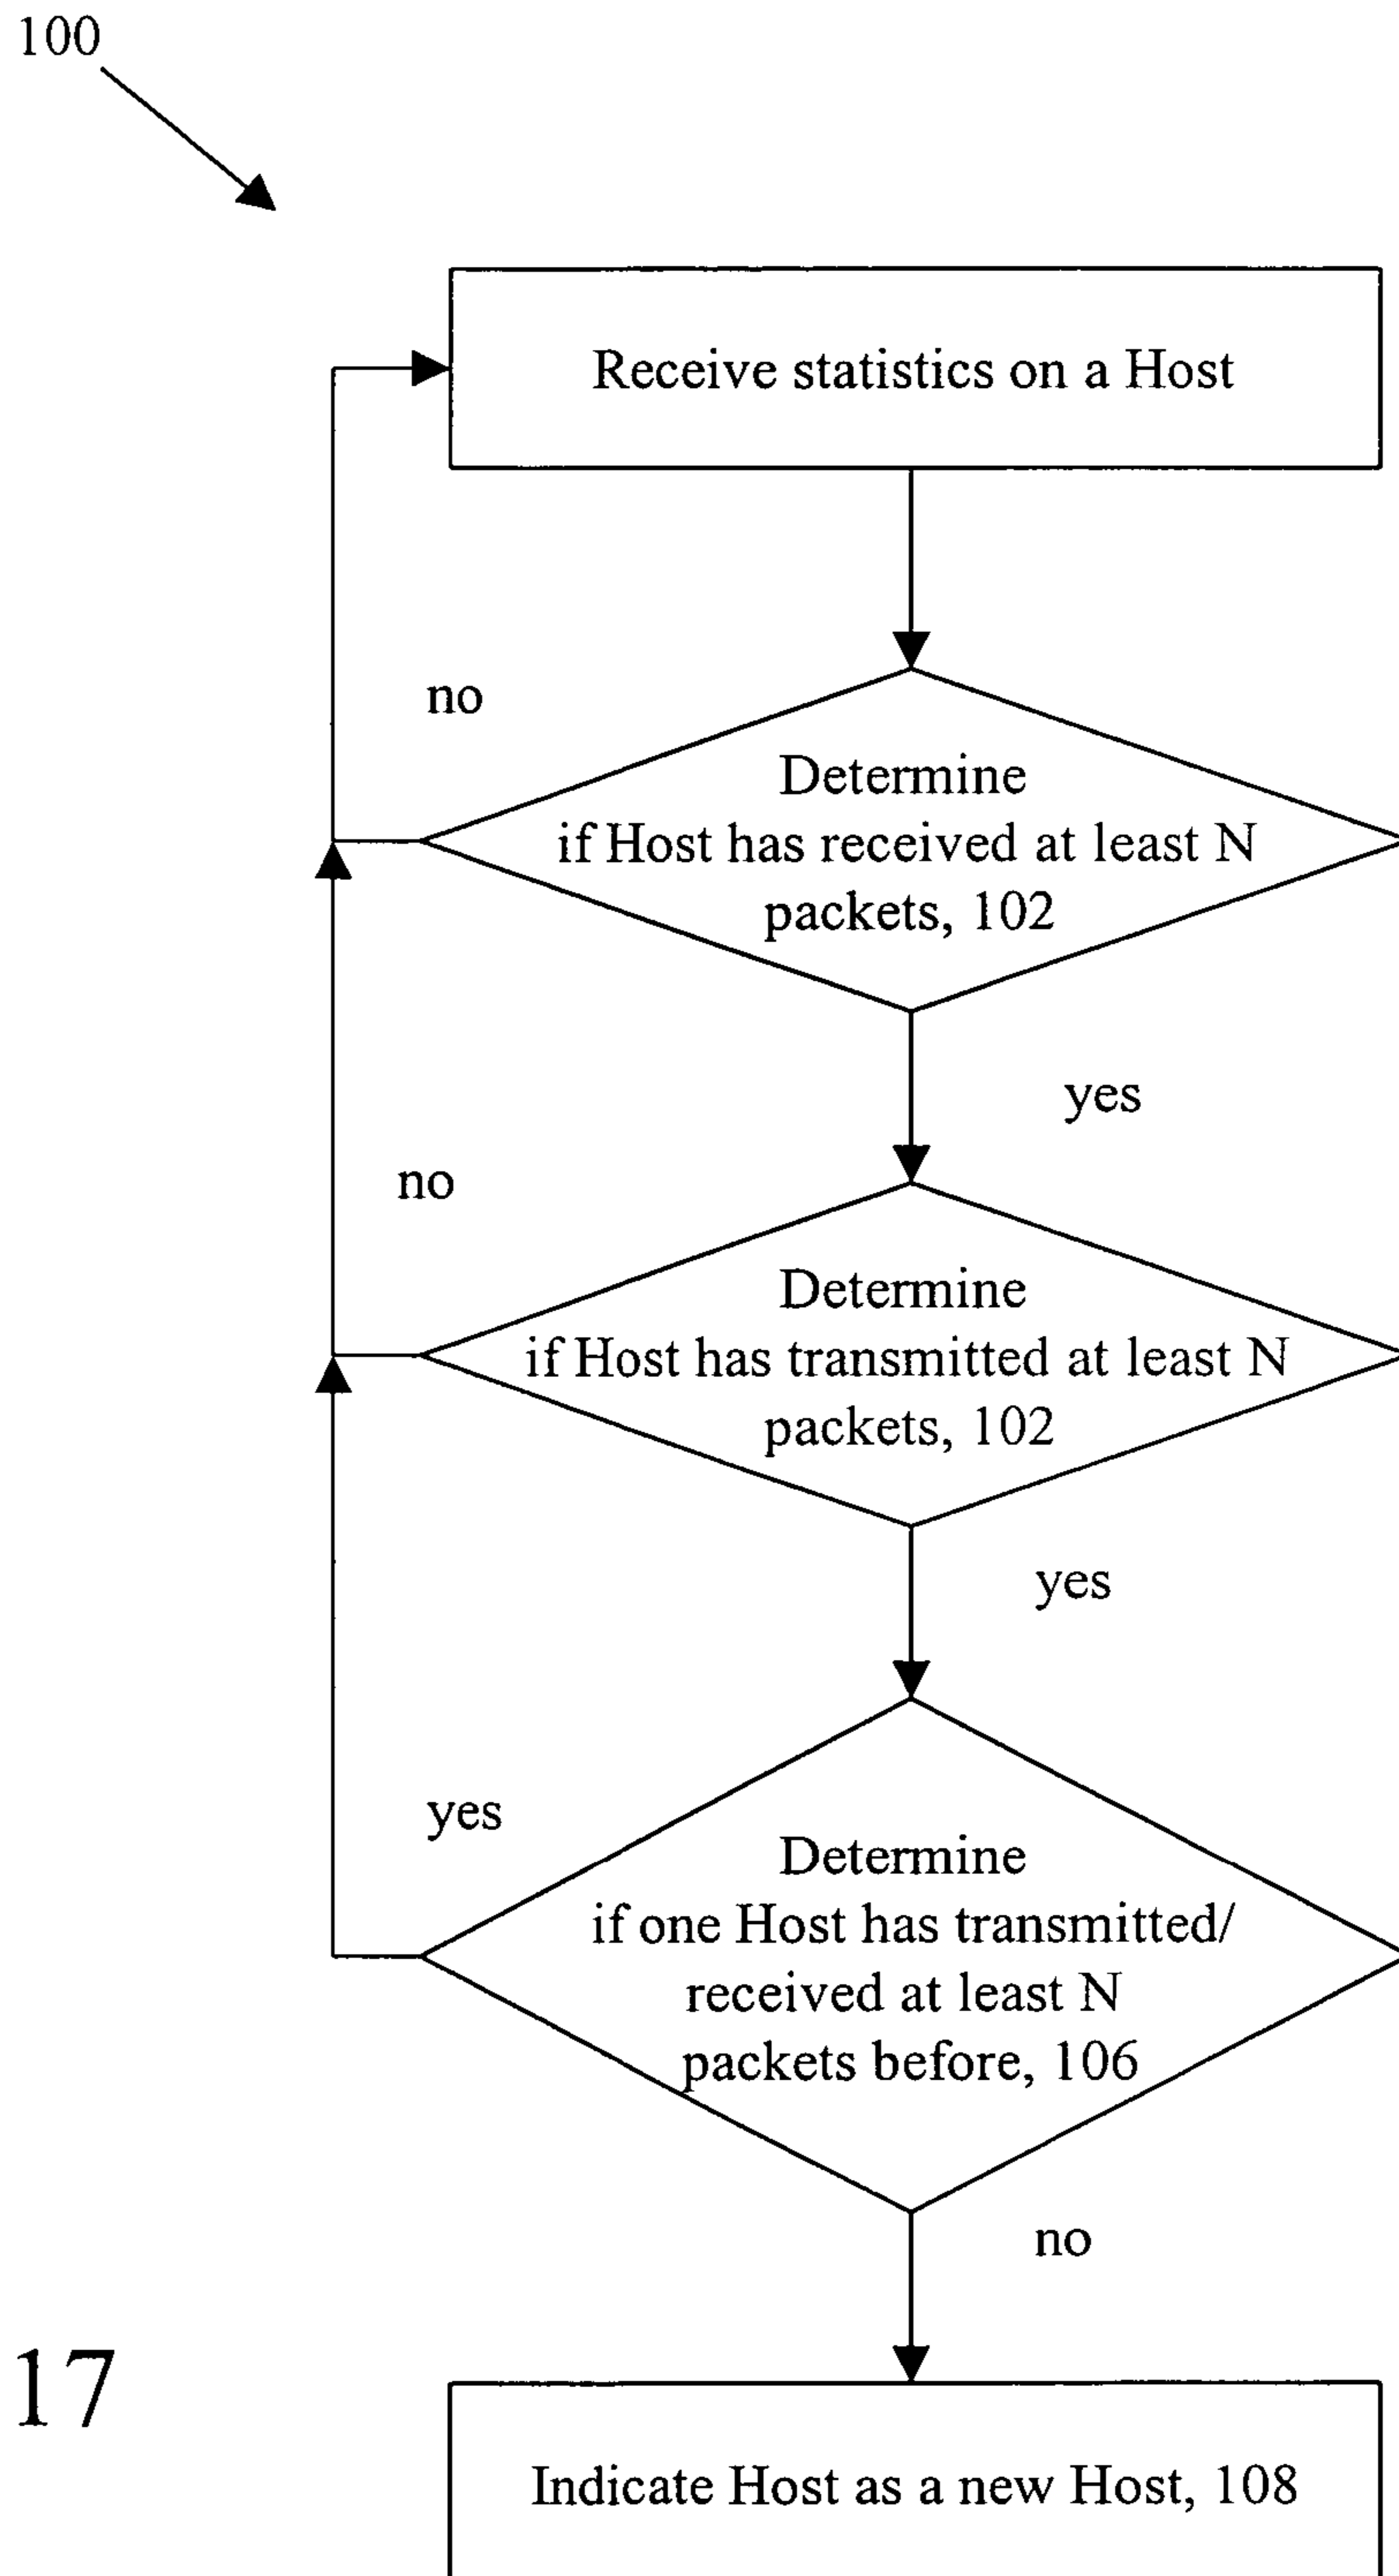 100
Receive statistics on a Host
no
Determine
if Host has received at least N
packets, 102
yes
no
Determine
if Host has transmitted at least N
packets, 102
yes
yes
Determine
if one Host has transmitted/
received at least N
packets before, 106
no
17
Indicate Host as a new Host, 108